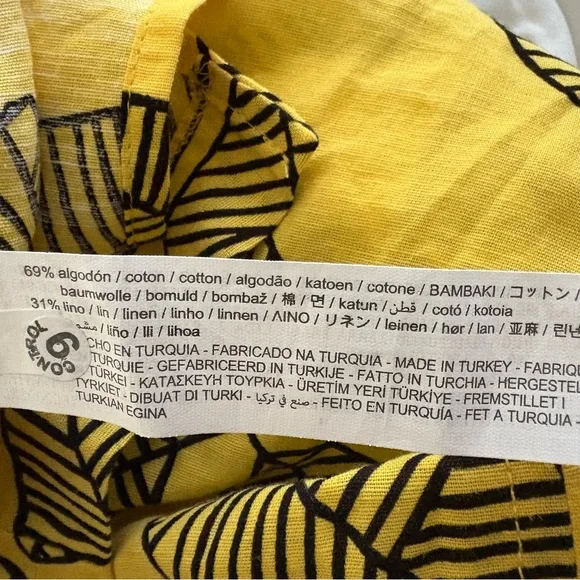 69% algodón / coton / cotton / algodão / katoen / cotone / ΒΑΜΒΑΚΙ / コットン /
baumwolle / bomuld / bombaž / 棉 / 면 / katun / قطن / cotó / kotoia
31% lino / lin / linen / linho / linnen / ΛΙΝΟ / リネン / leinen / hør / lan / 亚麻 / 린넨
/ liño / lli / lihoa
CHO EN TURQUIA - FABRICADO NA TURQUIA - MADE IN TURKEY - FABRIQU
TURQUIE - GEFABRICEERD IN TURKIJE - FATTO IN TURCHIA - HERGESTEL
TÜRKEI - ΚΑΤΑΣΚΕΥΗ ΤΟΥΡΚΙΑ - ÜRETİM YERİ TÜRKİYE - FREMSTILLET I
TYRKIET - DIBUAT DI TURKI - صنع في تركيا - FEITO EN TURQUÍA - FET A TURQUIA -
TURKIAN EGINA
CONTROL
6